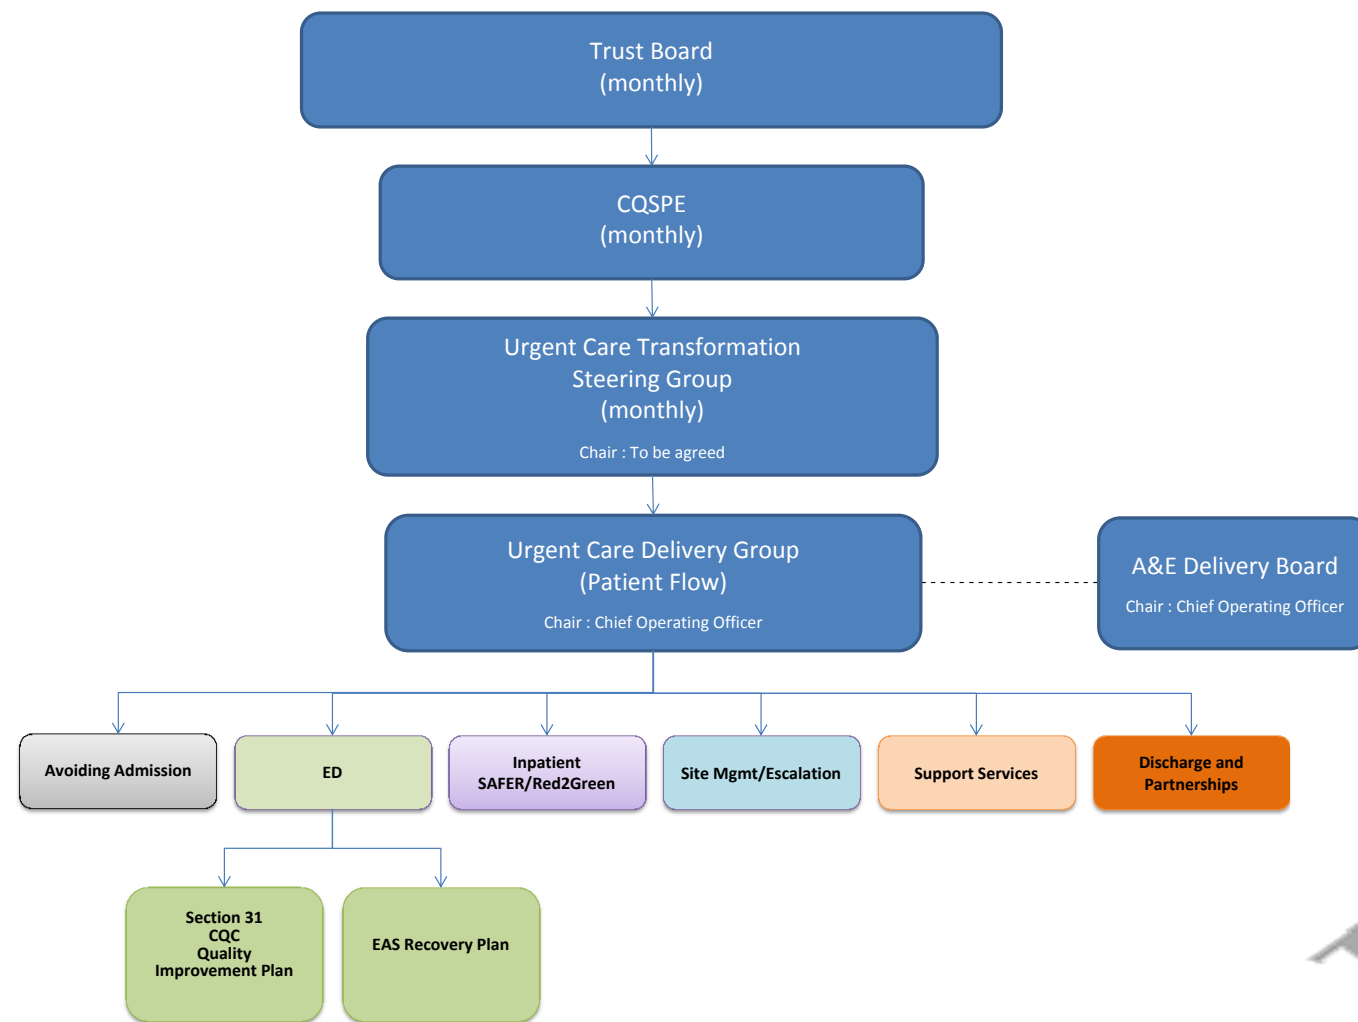 Trust Board
(monthly)
CQSPE
(monthly)
Urgent Care Transformation
Steering Group
(monthly)
Chair : To be agreed
Urgent Care Delivery Group
(Patient Flow)
Chair : Chief Operating Officer
A&E Delivery Board
Chair : Chief Operating Officer
Avoiding Admission
ED
Inpatient
SAFER/Red2Green
Site Mgmt/Escalation
Support Services
Discharge and
Partnerships
Section 31
CQC
Quality
Improvement Plan
EAS Recovery Plan